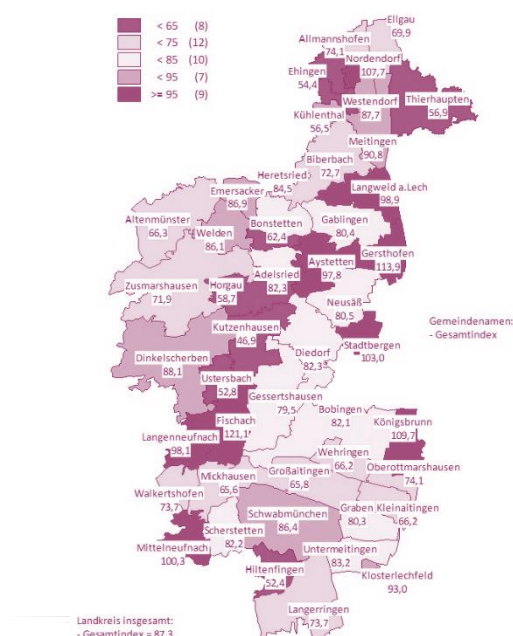 < 65 (8)
< 75 (12)
< 85 (10)
< 95 (7)
>= 95 (9)
Ellgau
69,9
Allmannshofen
74,1
Nordendorf
107,7
Ehingen
54,4
Westendorf
87,7
Thierhaupten
56,9
Kühlenthal
56,5
Meitingen
90,8
Biberbach
72,7
Heretsried
84,5
Langweid a.Lech
98,9
Emersacker
86,9
Altenmünster
66,3
Bonstetten
62,4
Gablingen
80,4
Welden
86,1
Aystetten
97,8
Gersthofen
113,9
Adelsried
82,3
Zusmarshausen
71,9
Horgau
58,7
Neusäß
80,5
Kutzenhausen
46,9
Gemeindenamen:
- Gesamtindex
Stadtbergen
103,0
Dinkelscherben
88,1
Diedorf
82,3
Ustersbach
52,8
Gessertshausen
79,5
Bobingen
82,1
Fischach
121,1
Königsbrunn
109,7
Langenneufnach
98,1
Wehringen
66,2
Oberottmarshausen
74,1
Großaitingen
65,8
Mickhausen
65,6
Walkertshofen
73,7
Schwabmünchen
86,4
Graben
80,3
Kleinaitingen
66,2
Scherstetten
82,2
Mittelneufnach
100,3
Untermeitingen
83,2
Hiltenfingen
52,4
Klosterlechfeld
93,0
Langerringen
73,7
Landkreis insgesamt:
- Gesamtindex = 87,3